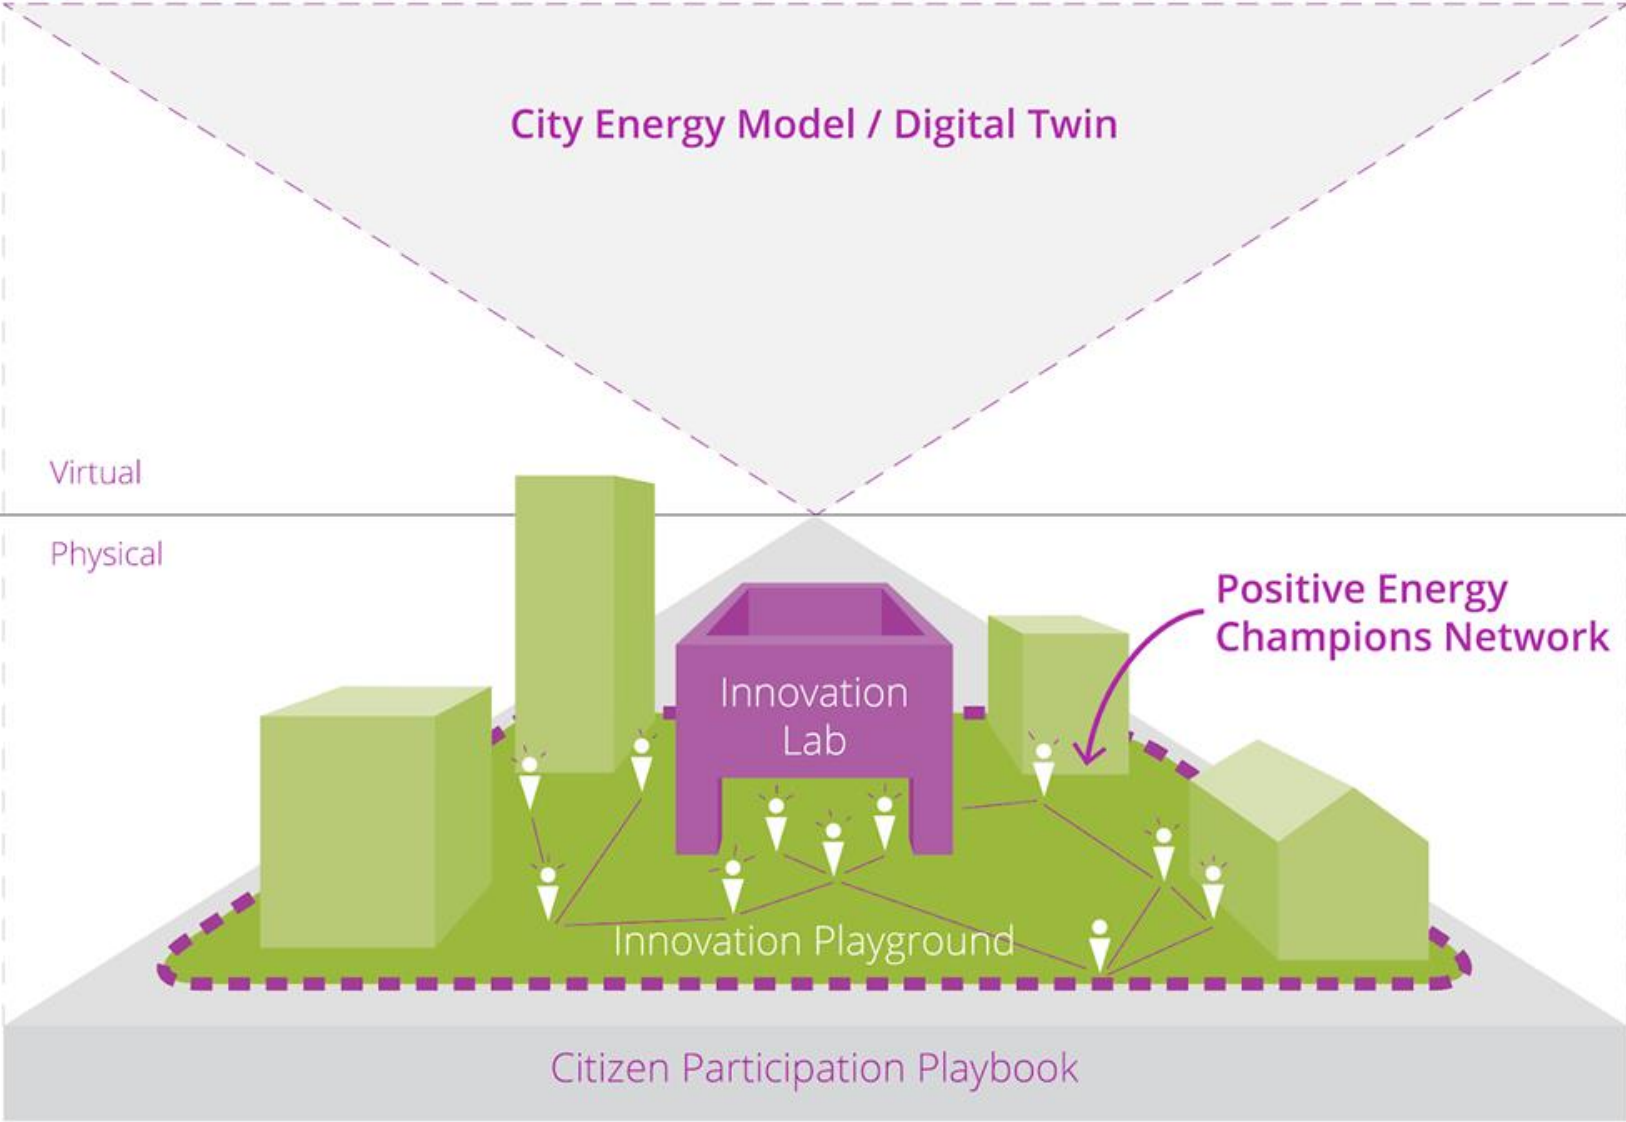 City Energy Model / Digital Twin
Virtual
Physical
Positive Energy
Champions Network
Innovation
Lab
Innovation Playground
Citizen Participation Playbook